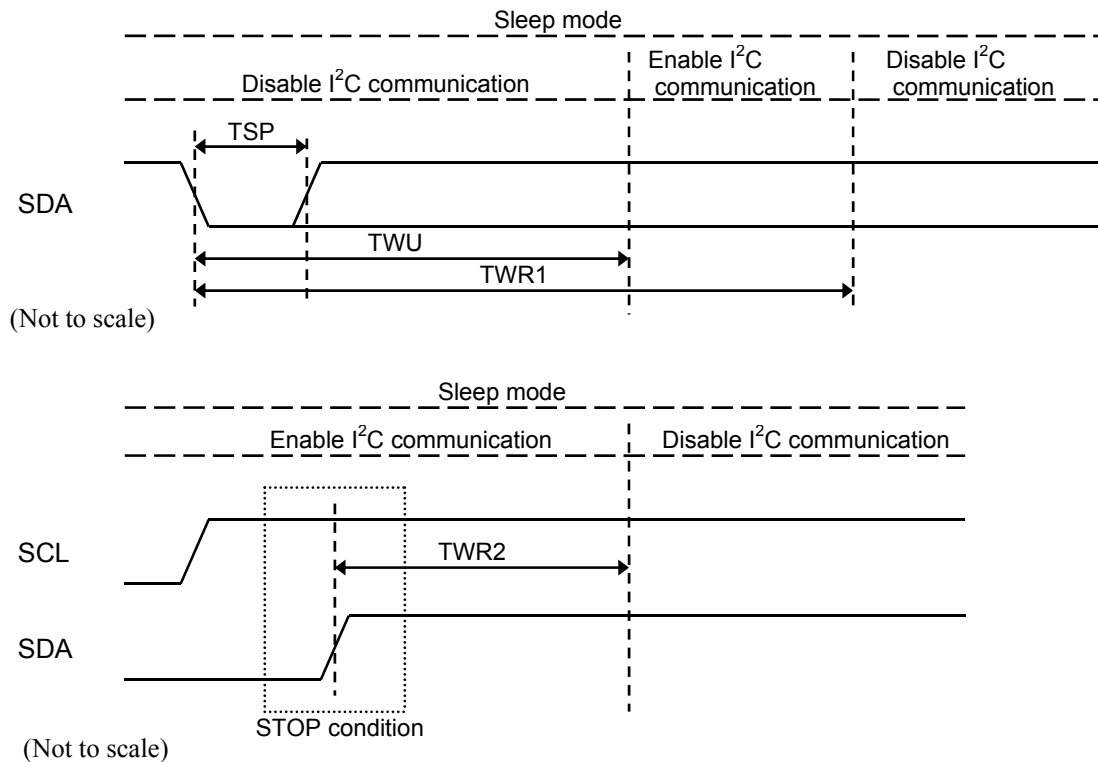 Sleep mode
Disable I²C communication
Enable I²C
communication
Disable I²C
communication
TSP
SDA
TWU
TWR1
(Not to scale)
Sleep mode
Enable I²C communication
Disable I²C communication
SCL
TWR2
SDA
STOP condition
(Not to scale)